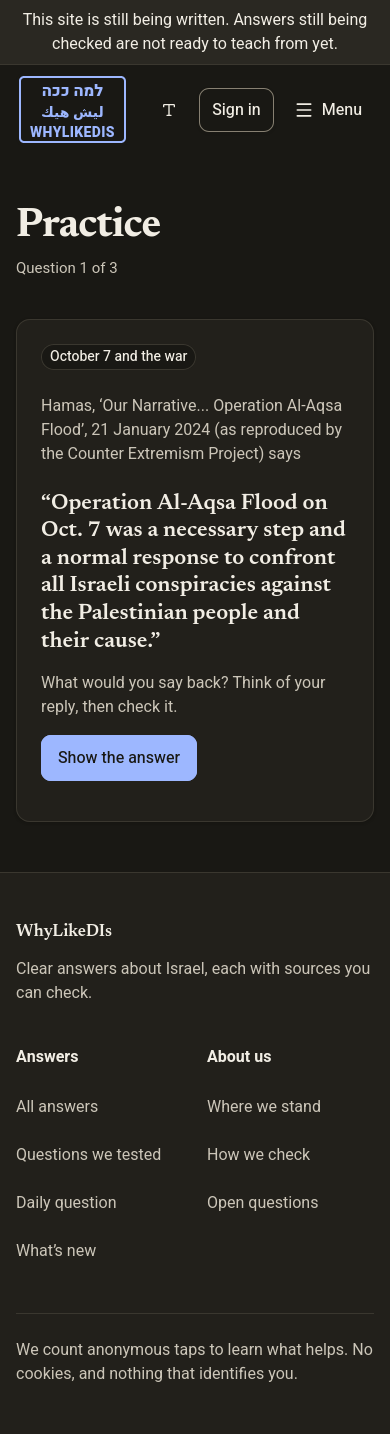 This site is still being written. Answers still being
checked are not ready to teach from yet.
למה ככה
ليش هيك
WHYLIKEDIS
T
Sign in
Menu
Practice
Question 1 of 3
October 7 and the war
Hamas, ‘Our Narrative... Operation Al-Aqsa
Flood’, 21 January 2024 (as reproduced by
the Counter Extremism Project) says
“Operation Al-Aqsa Flood on
Oct. 7 was a necessary step and
a normal response to confront
all Israeli conspiracies against
the Palestinian people and
their cause.”
What would you say back? Think of your
reply, then check it.
Show the answer
WhyLikeDIs
Clear answers about Israel, each with sources you
can check.
Answers
About us
All answers
Where we stand
Questions we tested
How we check
Daily question
Open questions
What’s new
We count anonymous taps to learn what helps. No
cookies, and nothing that identifies you.